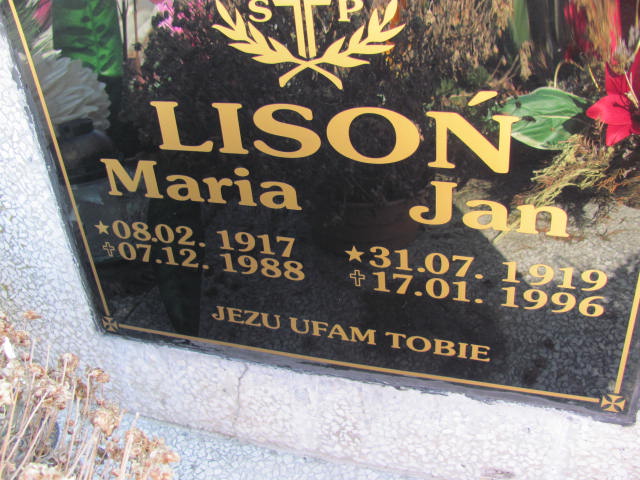 S P
LISOŃ
Maria Jan
08.02. 1917 31.07. 1919
07.12. 1988 17.01. 1996
JEZU UFAM TOBIE